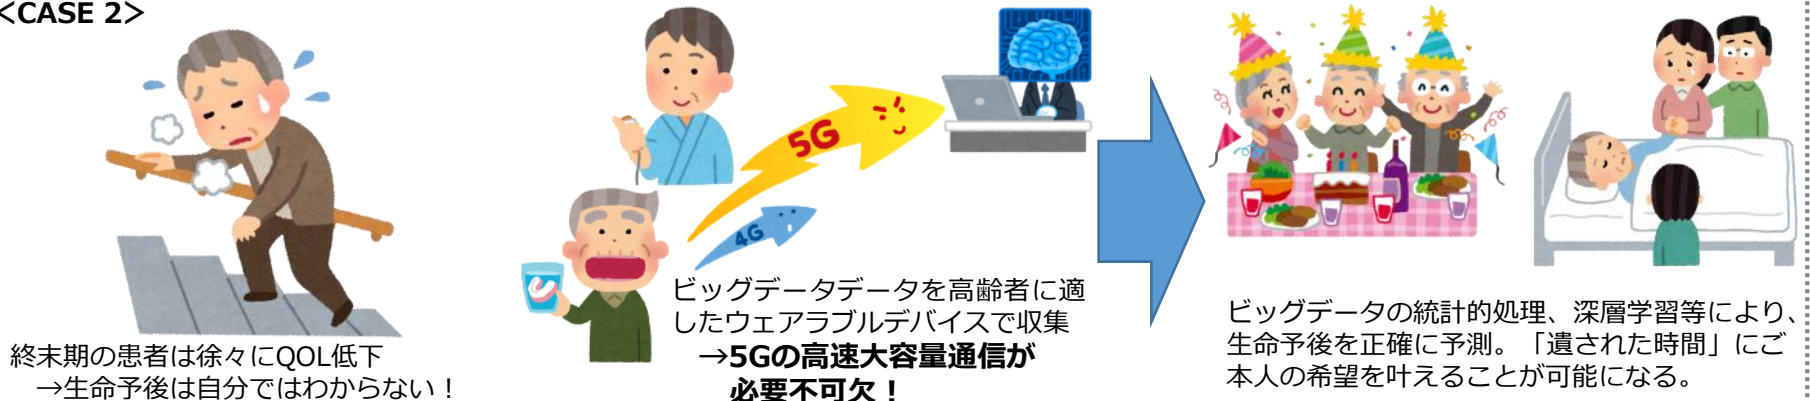 <CASE 2>
終末期の患者は徐々にQOL低下
→生命予後は自分ではわからない！
5G
4G
ビッグデータデータを高齢者に適
したウェアラブルデバイスで収集
→5Gの高速大容量通信が
必要不可欠！
ビッグデータの統計的処理、深層学習等により、
生命予後を正確に予測。「遺された時間」にご
本人の希望を叶えることが可能になる。